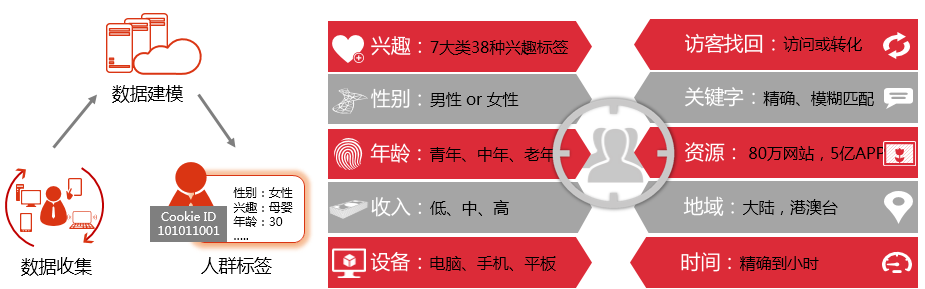 数据建模
Cookie ID
101011001
性别：女性
兴趣：母婴
年龄：30
.....
数据收集
人群标签
兴趣：7大类38种兴趣标签
性别：男性 or 女性
年龄：青年、中年、老年
收入：低、中、高
设备：电脑、手机、平板
访客找回：访问或转化
关键字：精确、模糊匹配
资源：80万网站，5亿APP
地域：大陆，港澳台
时间：精确到小时